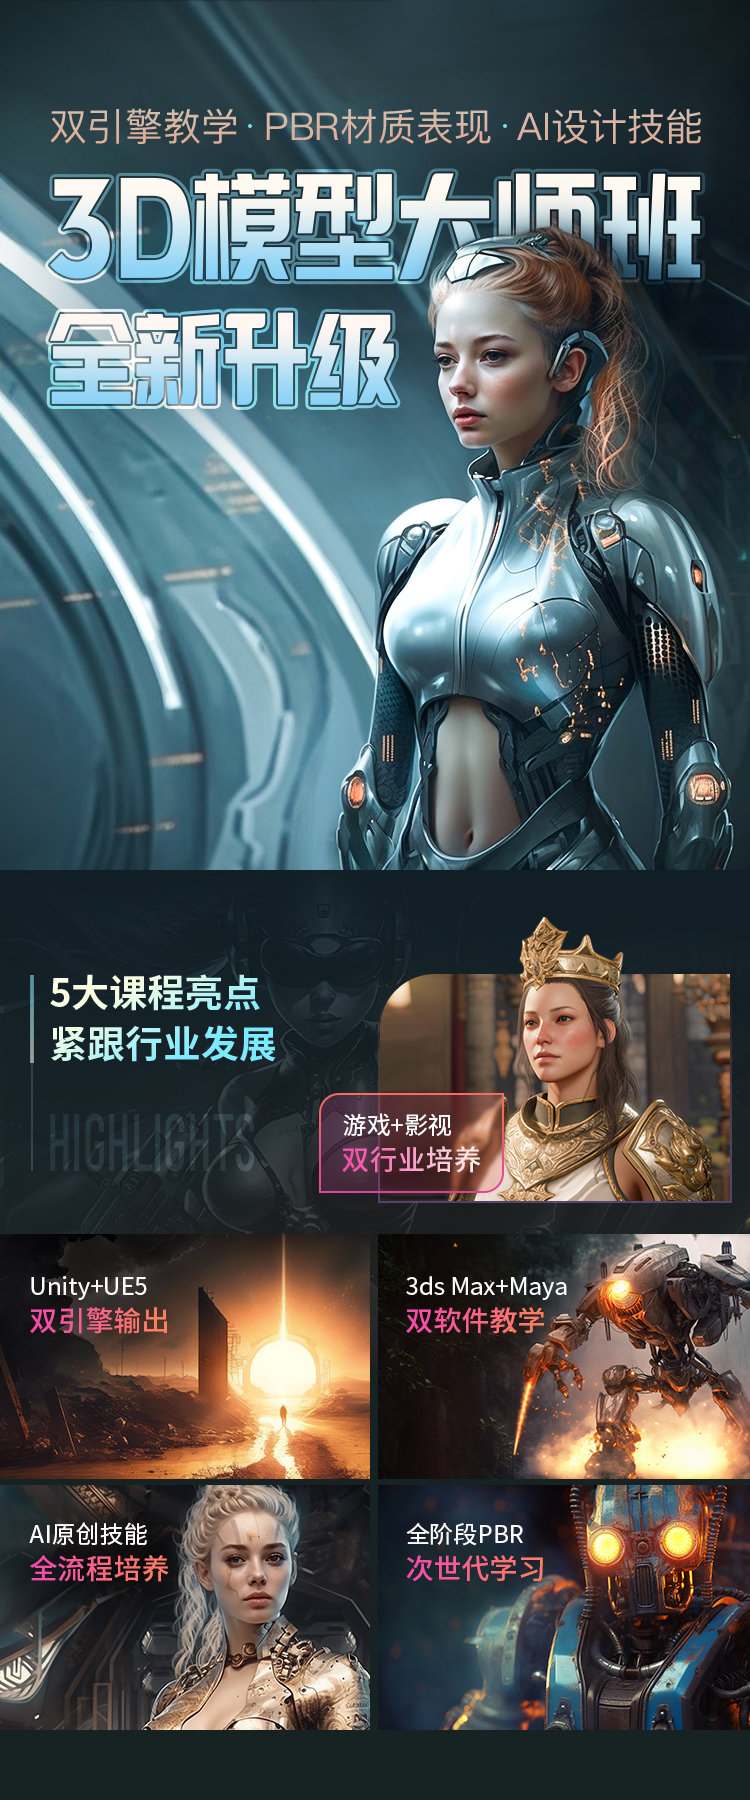 双引擎教学·PBR材质表现·AI设计技能
3D模型大师班
全新升级
5大课程亮点
紧跟行业发展
HIGHLIGHTS
游戏+影视
双行业培养
Unity+UE5
双引擎输出
3ds Max+Maya
双软件教学
AI原创技能
全流程培养
全阶段PBR
次世代学习